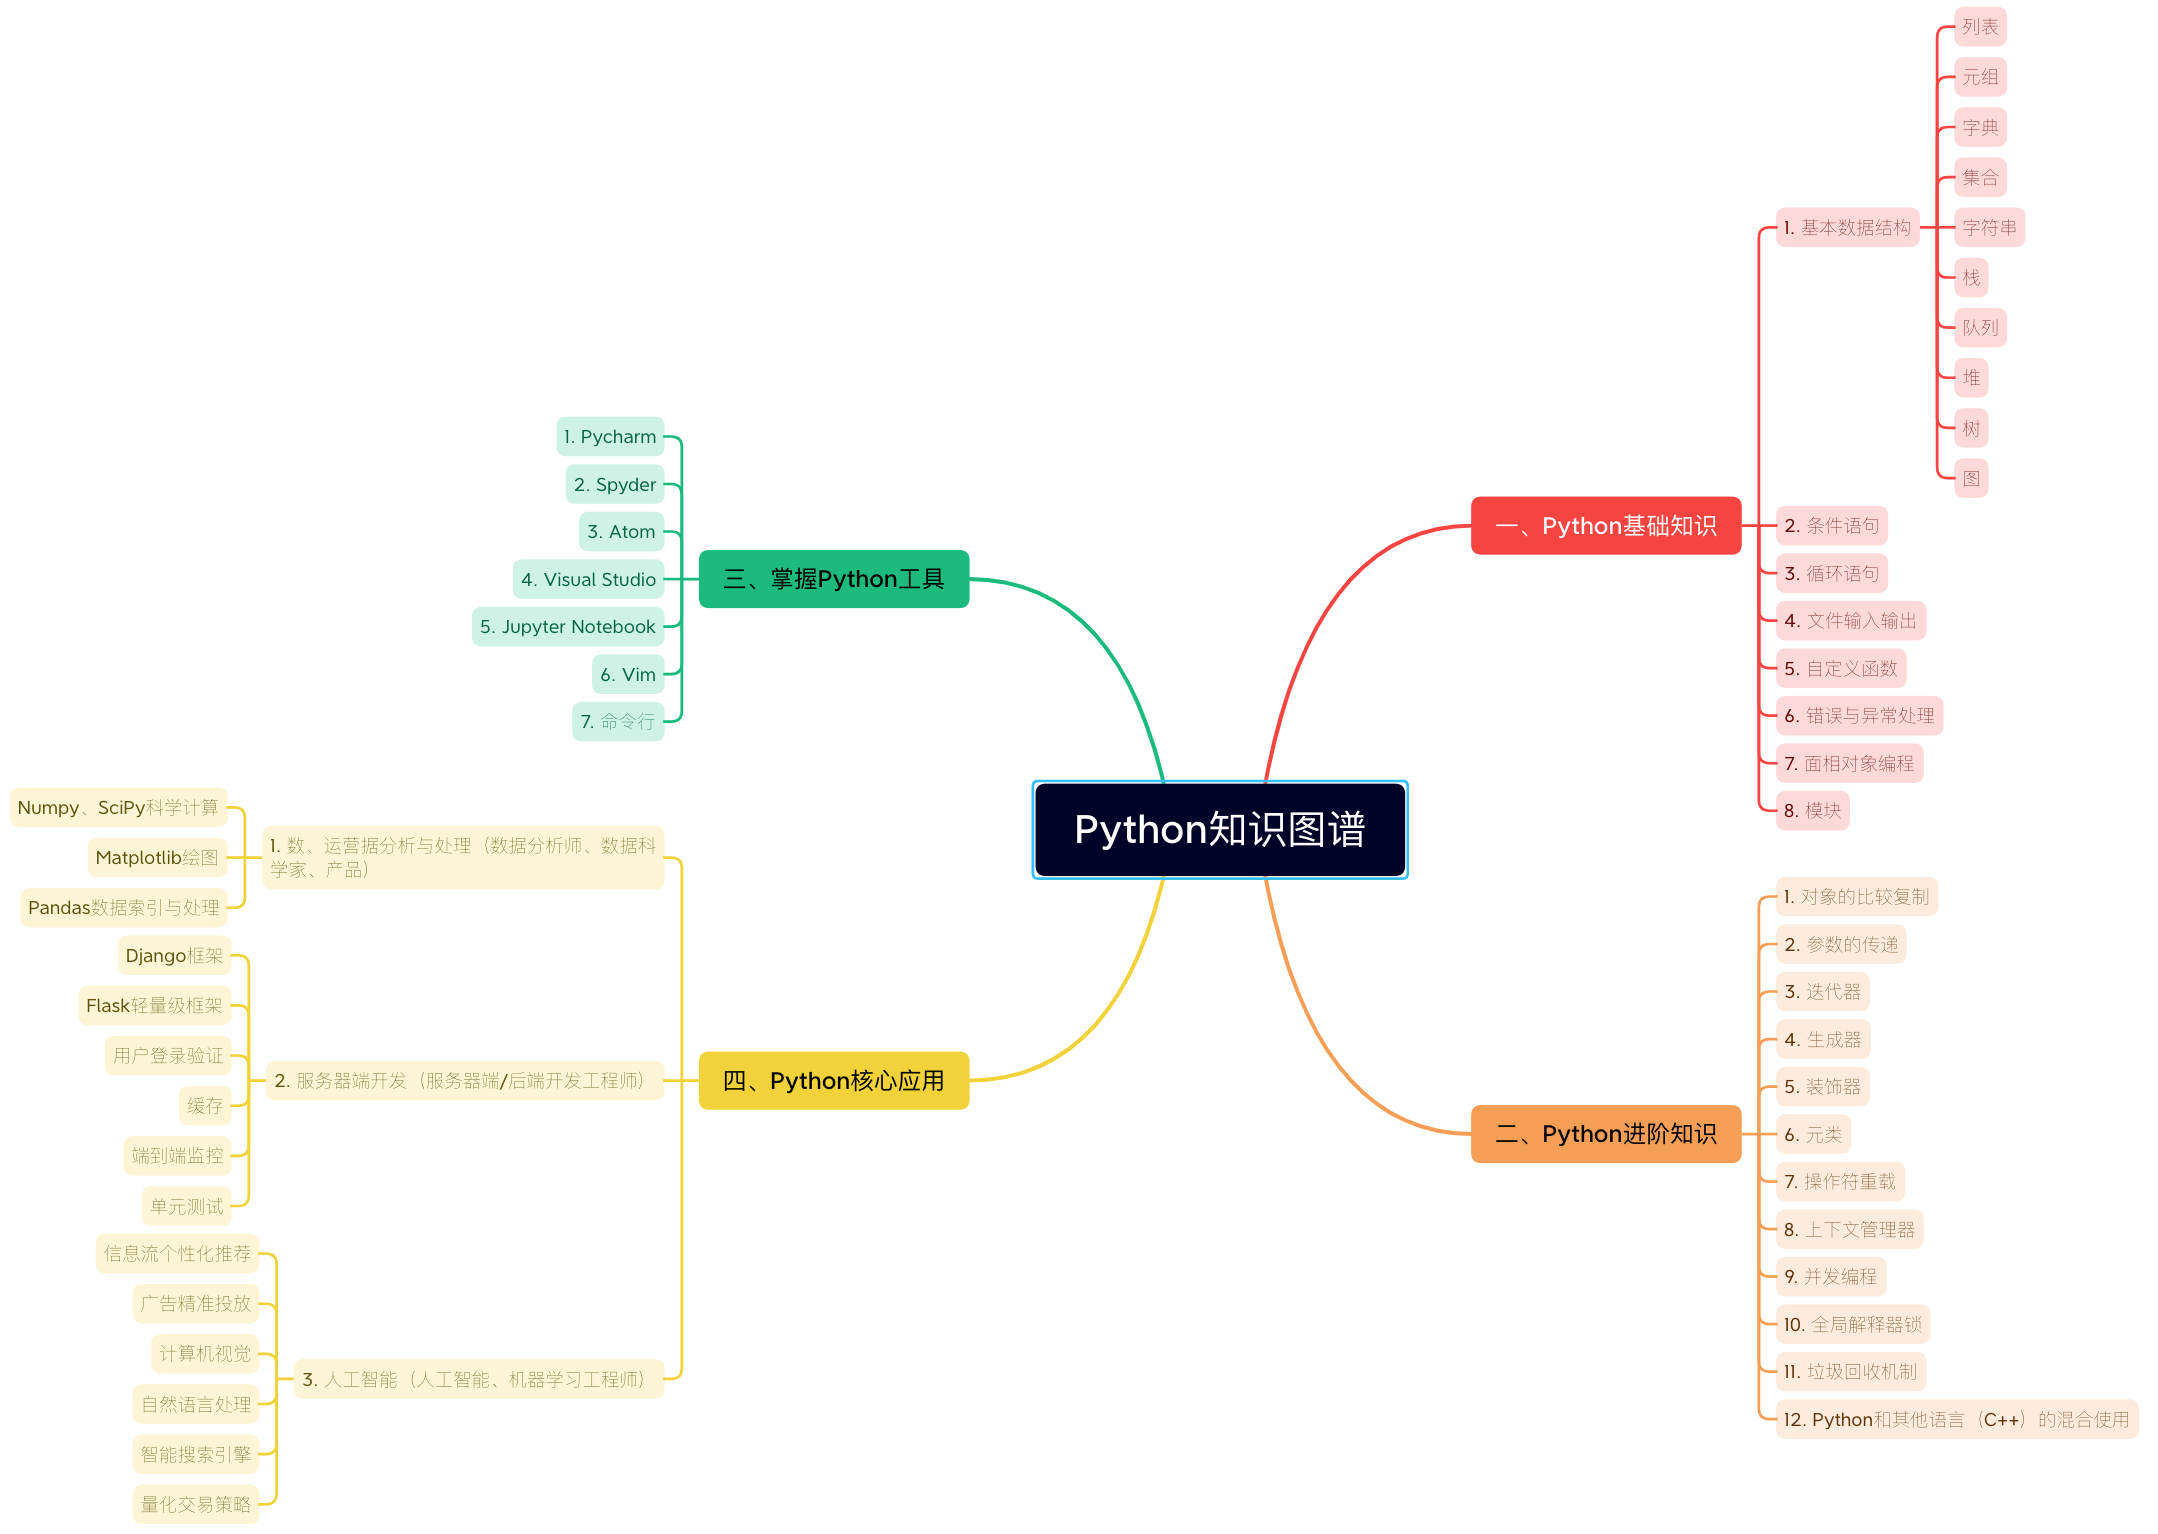 Python知识图谱
一、Python基础知识
1. 基本数据结构
列表
元组
字典
集合
字符串
栈
队列
堆
树
图
2. 条件语句
3. 循环语句
4. 文件输入输出
5. 自定义函数
6. 错误与异常处理
7. 面相对象编程
8. 模块
二、Python进阶知识
1. 对象的比较复制
2. 参数的传递
3. 迭代器
4. 生成器
5. 装饰器
6. 元类
7. 操作符重载
8. 上下文管理器
9. 并发编程
10. 全局解释器锁
11. 垃圾回收机制
12. Python和其他语言（C++）的混合使用
三、掌握Python工具
1. Pycharm
2. Spyder
3. Atom
4. Visual Studio
5. Jupyter Notebook
6. Vim
7. 命令行
四、Python核心应用
1. 数、运营据分析与处理（数据分析师、数据科
学家、产品）
Numpy、SciPy科学计算
Matplotlib绘图
Pandas数据索引与处理
2. 服务器端开发（服务器端/后端开发工程师）
Django框架
Flask轻量级框架
用户登录验证
缓存
端到端监控
单元测试
3. 人工智能（人工智能、机器学习工程师）
信息流个性化推荐
广告精准投放
计算机视觉
自然语言处理
智能搜索引擎
量化交易策略